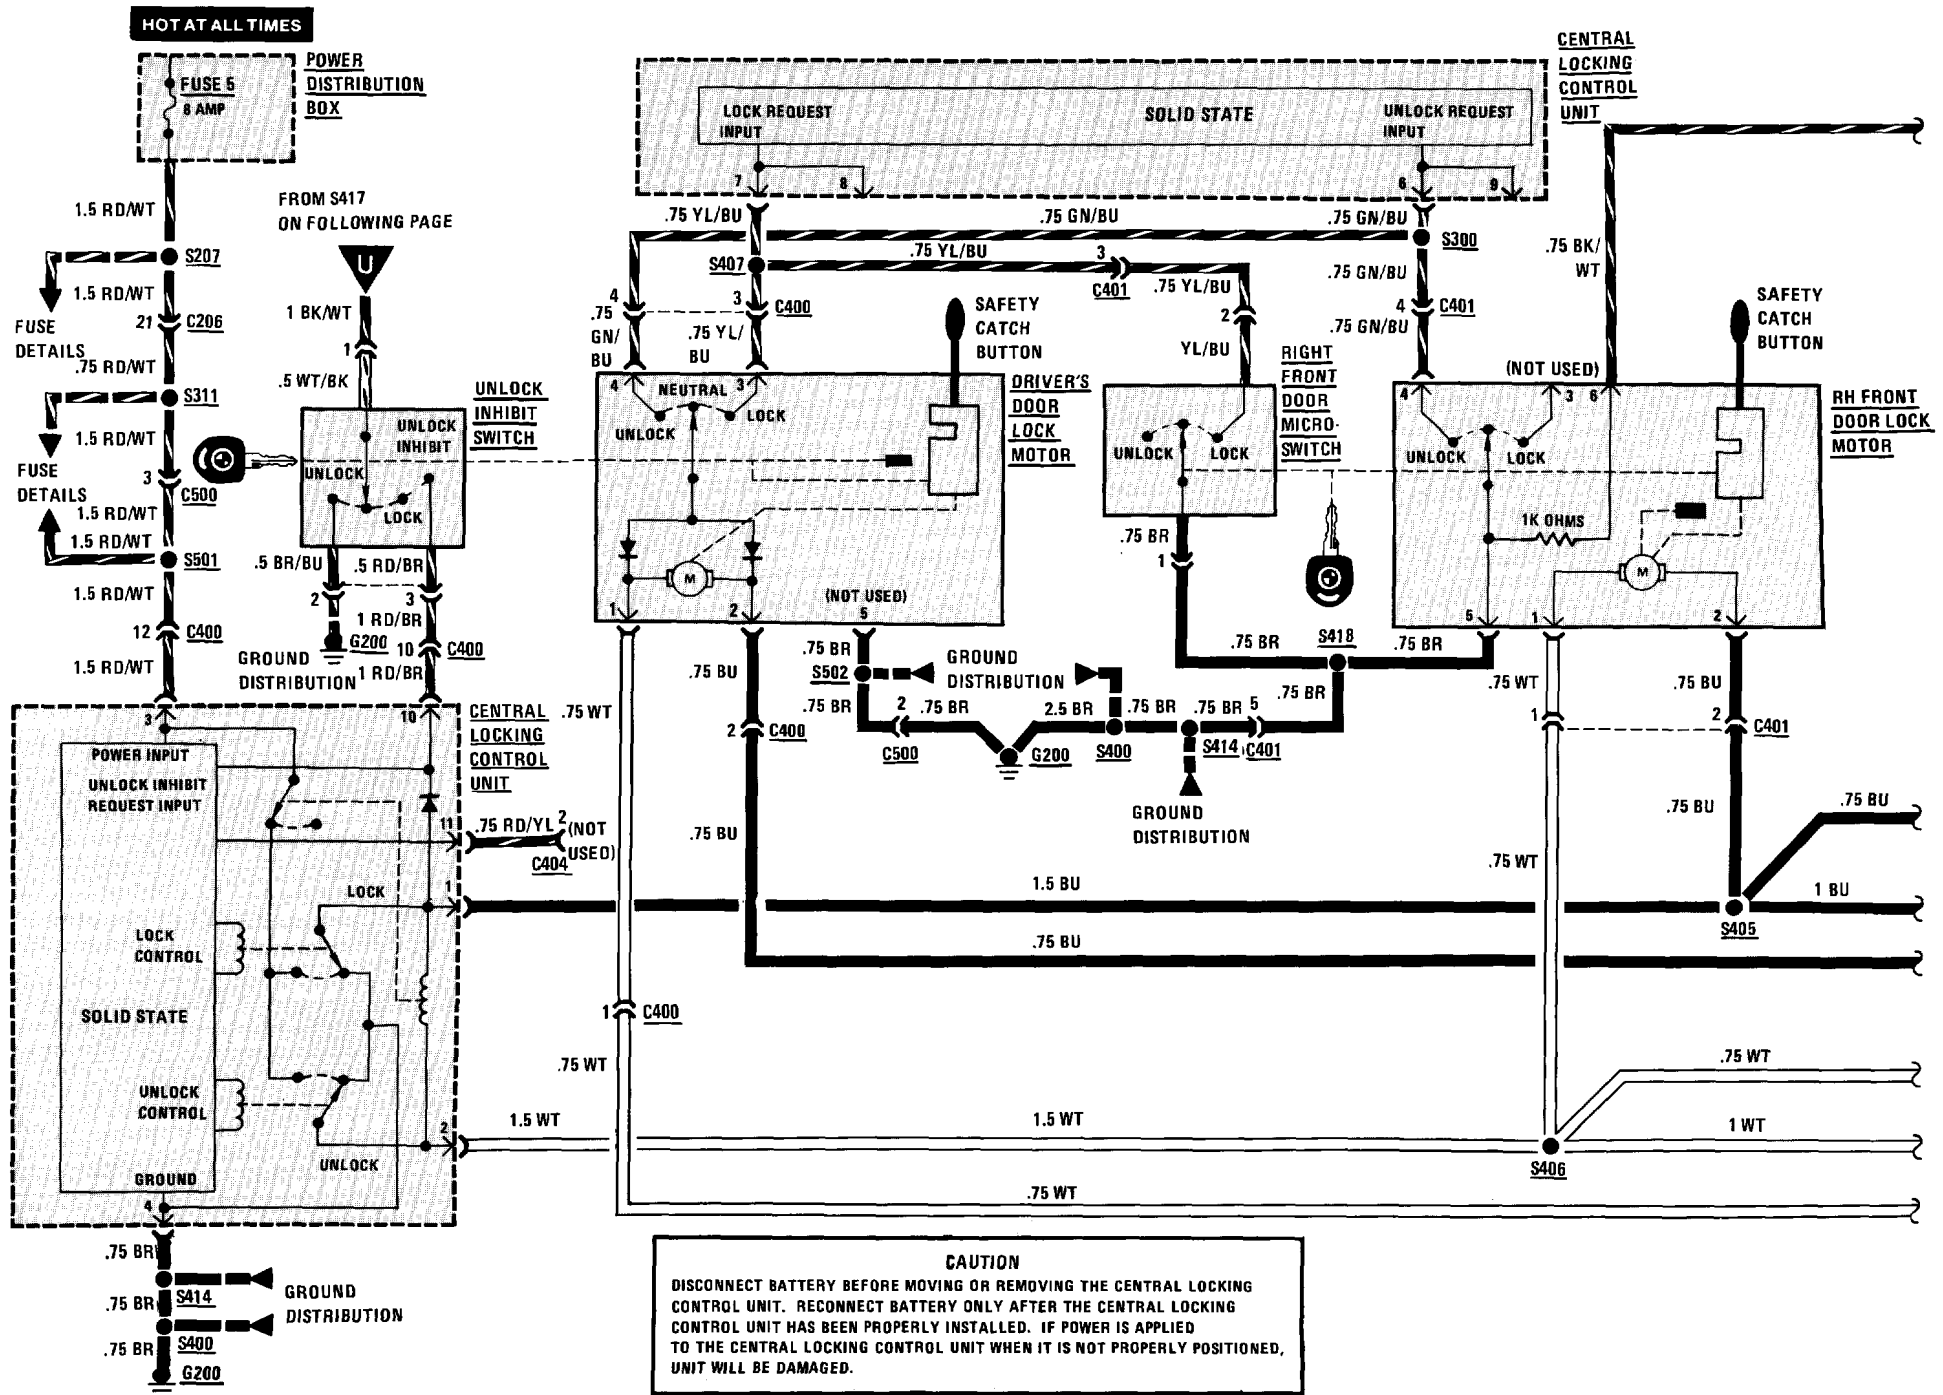 HOT AT ALL TIMES
FUSE 5
8 AMP
POWER
DISTRIBUTION
BOX
1.5 RD/WT
S207
1.5 RD/WT
FUSE
DETAILS
21
C206
.75 RD/WT
S311
1.5 RD/WT
FUSE
DETAILS
3
C500
1.5 RD/WT
1.5 RD/WT
S501
1.5 RD/WT
12
C400
1.5 RD/WT
FROM S417
ON FOLLOWING PAGE
U
1 BK/WT
1
.5 WT/BK
UNLOCK
INHIBIT
SWITCH
UNLOCK
INHIBIT
UNLOCK
LOCK
.5 BR/BU
.5 RD/BR
2
3
G200
1 RD/BR
GROUND
DISTRIBUTION
10
C400
1 RD/BR
3
10
CENTRAL
LOCKING
CONTROL
UNIT
POWER INPUT
UNLOCK INHIBIT
REQUEST INPUT
11
.75 RD/YL
2
(NOT
USED)
C404
LOCK
1
LOCK
CONTROL
SOLID STATE
UNLOCK
CONTROL
2
UNLOCK
GROUND
4
.75 BR
S414
GROUND
DISTRIBUTION
.75 BR
S400
.75 BR
G200
CENTRAL
LOCKING
CONTROL
UNIT
LOCK REQUEST
INPUT
SOLID STATE
UNLOCK REQUEST
INPUT
7
8
6
9
.75 YL/BU
.75 GN/BU
.75 GN/BU
S300
S407
.75 YL/BU
3
C401
.75 YL/BU
.75 GN/BU
4
C401
.75 GN/BU
.75 BK/
WT
4
.75
GN/
BU
3
C400
.75 YL/
BU
2
YL/BU
SAFETY
CATCH
BUTTON
DRIVER'S
DOOR
LOCK
MOTOR
4
NEUTRAL
3
LOCK
UNLOCK
M
1
2
(NOT USED)
5
RIGHT
FRONT
DOOR
MICRO-
SWITCH
UNLOCK
LOCK
.75 BR
1
SAFETY
CATCH
BUTTON
RH FRONT
DOOR LOCK
MOTOR
(NOT USED)
4
3
6
UNLOCK
LOCK
1K OHMS
M
5
1
2
.75 BR
S502
GROUND
DISTRIBUTION
.75 BR
2
.75 BR
C500
G200
2.5 BR
S400
.75 BR
S414
.75 BR
5
C401
GROUND
DISTRIBUTION
.75 BR
S418
.75 BR
.75 BR
.75 WT
.75 BU
2
C400
.75 BU
.75 WT
.75 BU
1
2
C401
.75 BU
.75 BU
.75 WT
1.5 BU
1 BU
S405
.75 BU
1
C400
.75 WT
1.5 WT
1.5 WT
.75 WT
1 WT
S406
.75 WT
CAUTION
DISCONNECT BATTERY BEFORE MOVING OR REMOVING THE CENTRAL LOCKING
CONTROL UNIT. RECONNECT BATTERY ONLY AFTER THE CENTRAL LOCKING
CONTROL UNIT HAS BEEN PROPERLY INSTALLED. IF POWER IS APPLIED
TO THE CENTRAL LOCKING CONTROL UNIT WHEN IT IS NOT PROPERLY POSITIONED,
UNIT WILL BE DAMAGED.